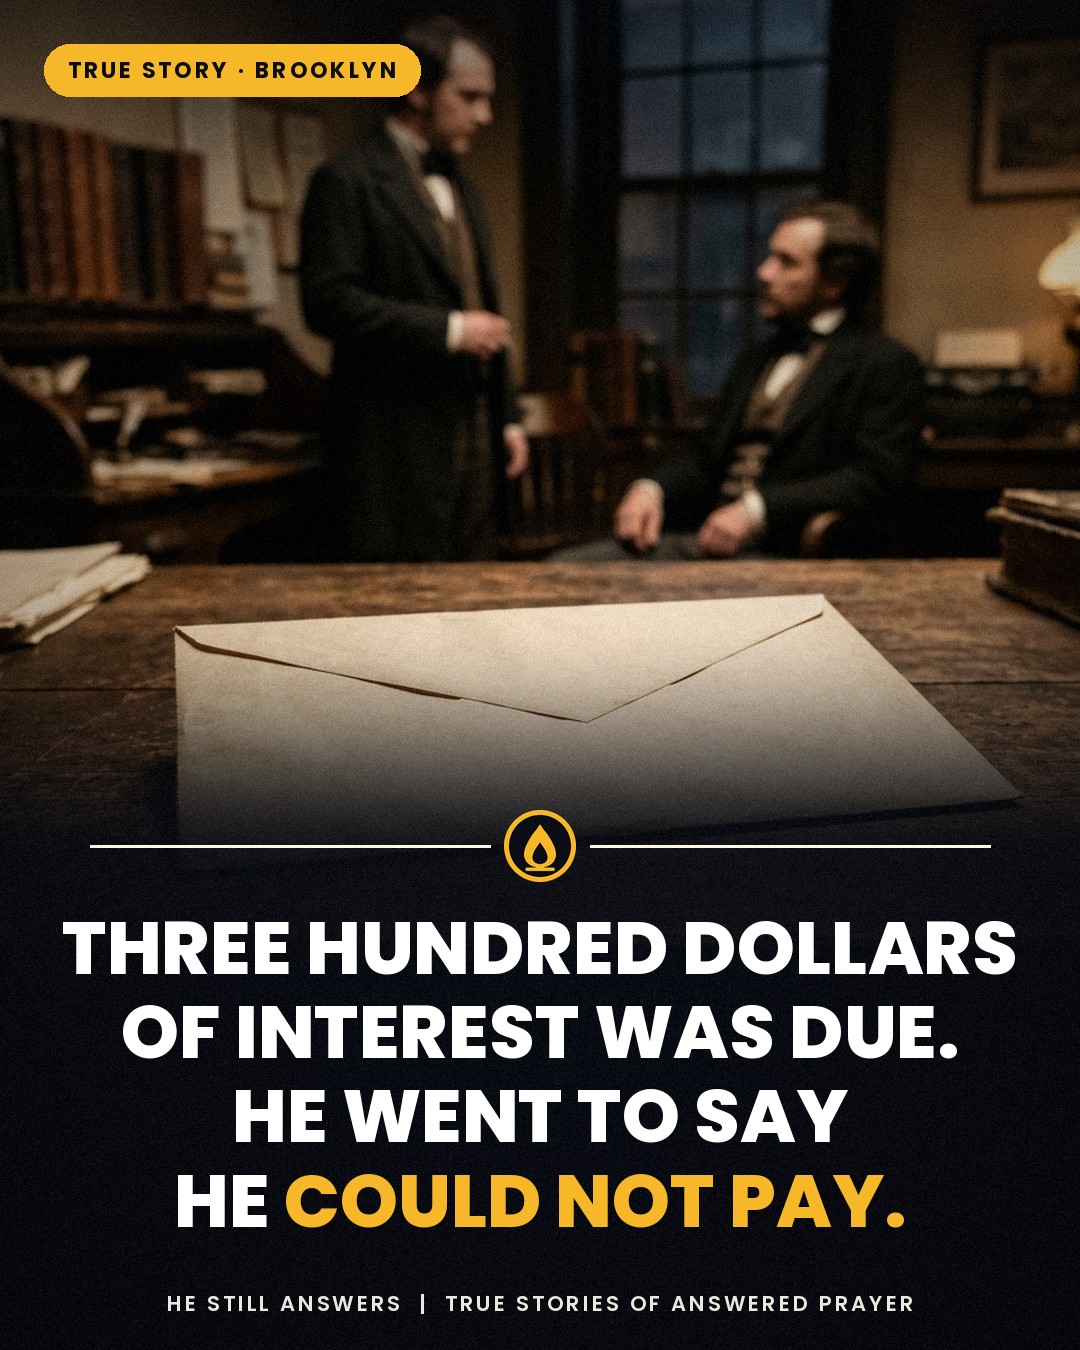 TRUE STORY · BROOKLYN
THREE HUNDRED DOLLARS
OF INTEREST WAS DUE.
HE WENT TO SAY
HE COULD NOT PAY.
HE STILL ANSWERS | TRUE STORIES OF ANSWERED PRAYER